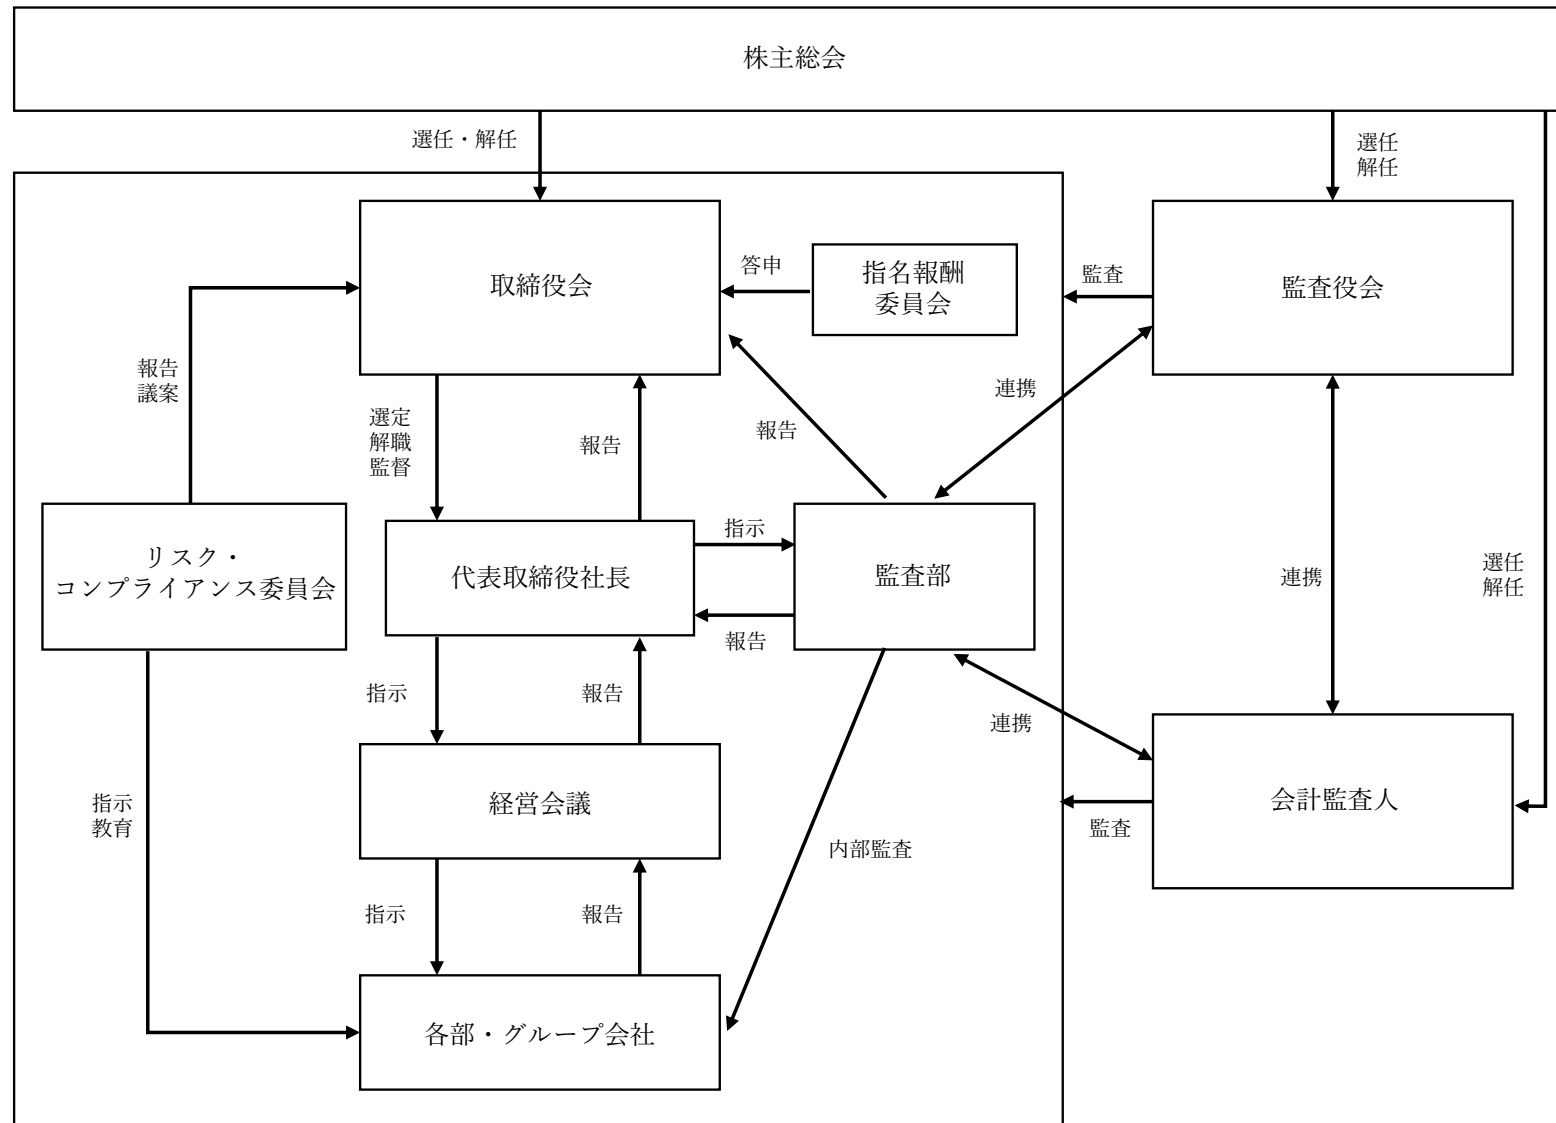 株主総会
選任・解任
選任
解任
取締役会
答申
指名報酬
委員会
監査
監査役会
報告
議案
選定
解職
監督
報告
報告
連携
リスク・
コンプライアンス委員会
代表取締役社長
指示
報告
監査部
連携
選任
解任
指示
報告
連携
指示
教育
経営会議
内部監査
監査
会計監査人
指示
報告
各部・グループ会社